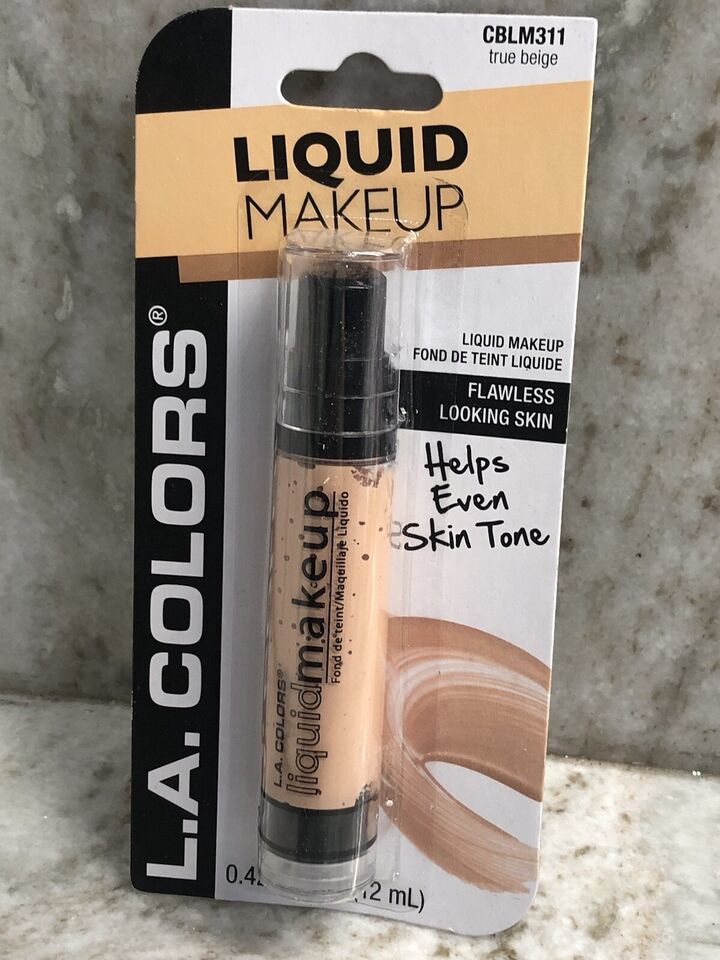 CBLM311
true beige
LIQUID
MAKEUP
L.A. COLORS®
LIQUID MAKEUP
FOND DE TEINT LIQUIDE
FLAWLESS
LOOKING SKIN
Helps
Even
Skin Tone
L.A. COLORS®
liquidmakeup
Fond de teint/Maquillaje Liquido
(12 mL)